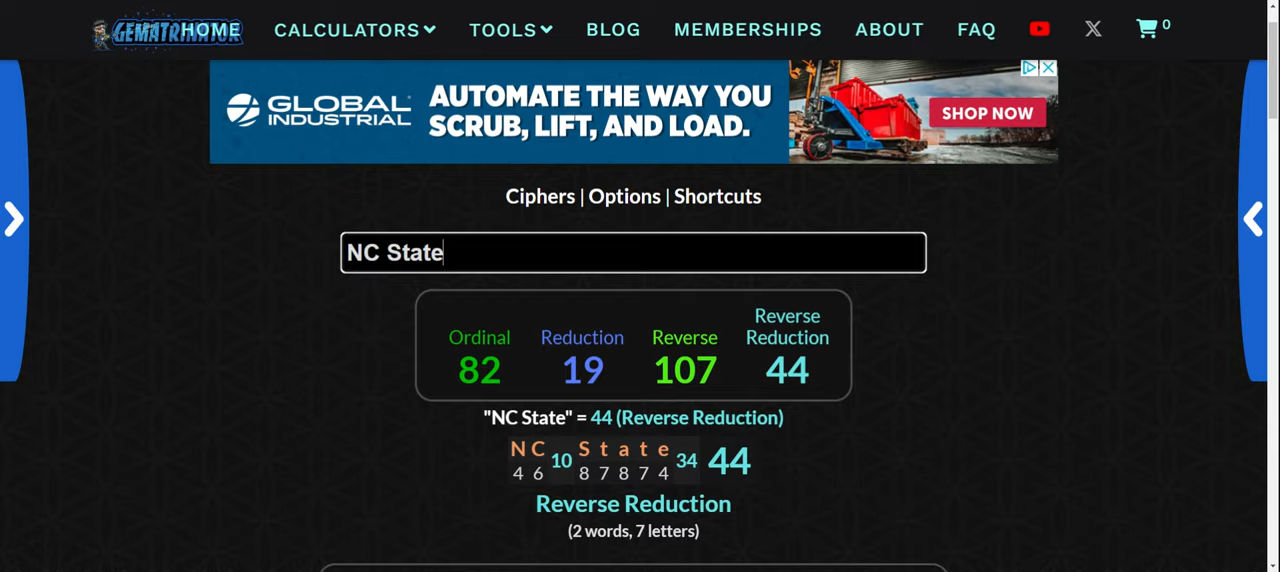 GEMATRINATOR HOME CALCULATORS TOOLS BLOG MEMBERSHIPS ABOUT FAQ X 0
GLOBAL INDUSTRIAL
AUTOMATE THE WAY YOU
SCRUB, LIFT, AND LOAD.
SHOP NOW
Ciphers | Options | Shortcuts
NC State
Ordinal Reduction Reverse Reverse Reduction
82 19 107 44
"NC State" = 44 (Reverse Reduction)
N C 10 S t a t e 34 44
4 6 8 7 8 7 4
Reverse Reduction
(2 words, 7 letters)